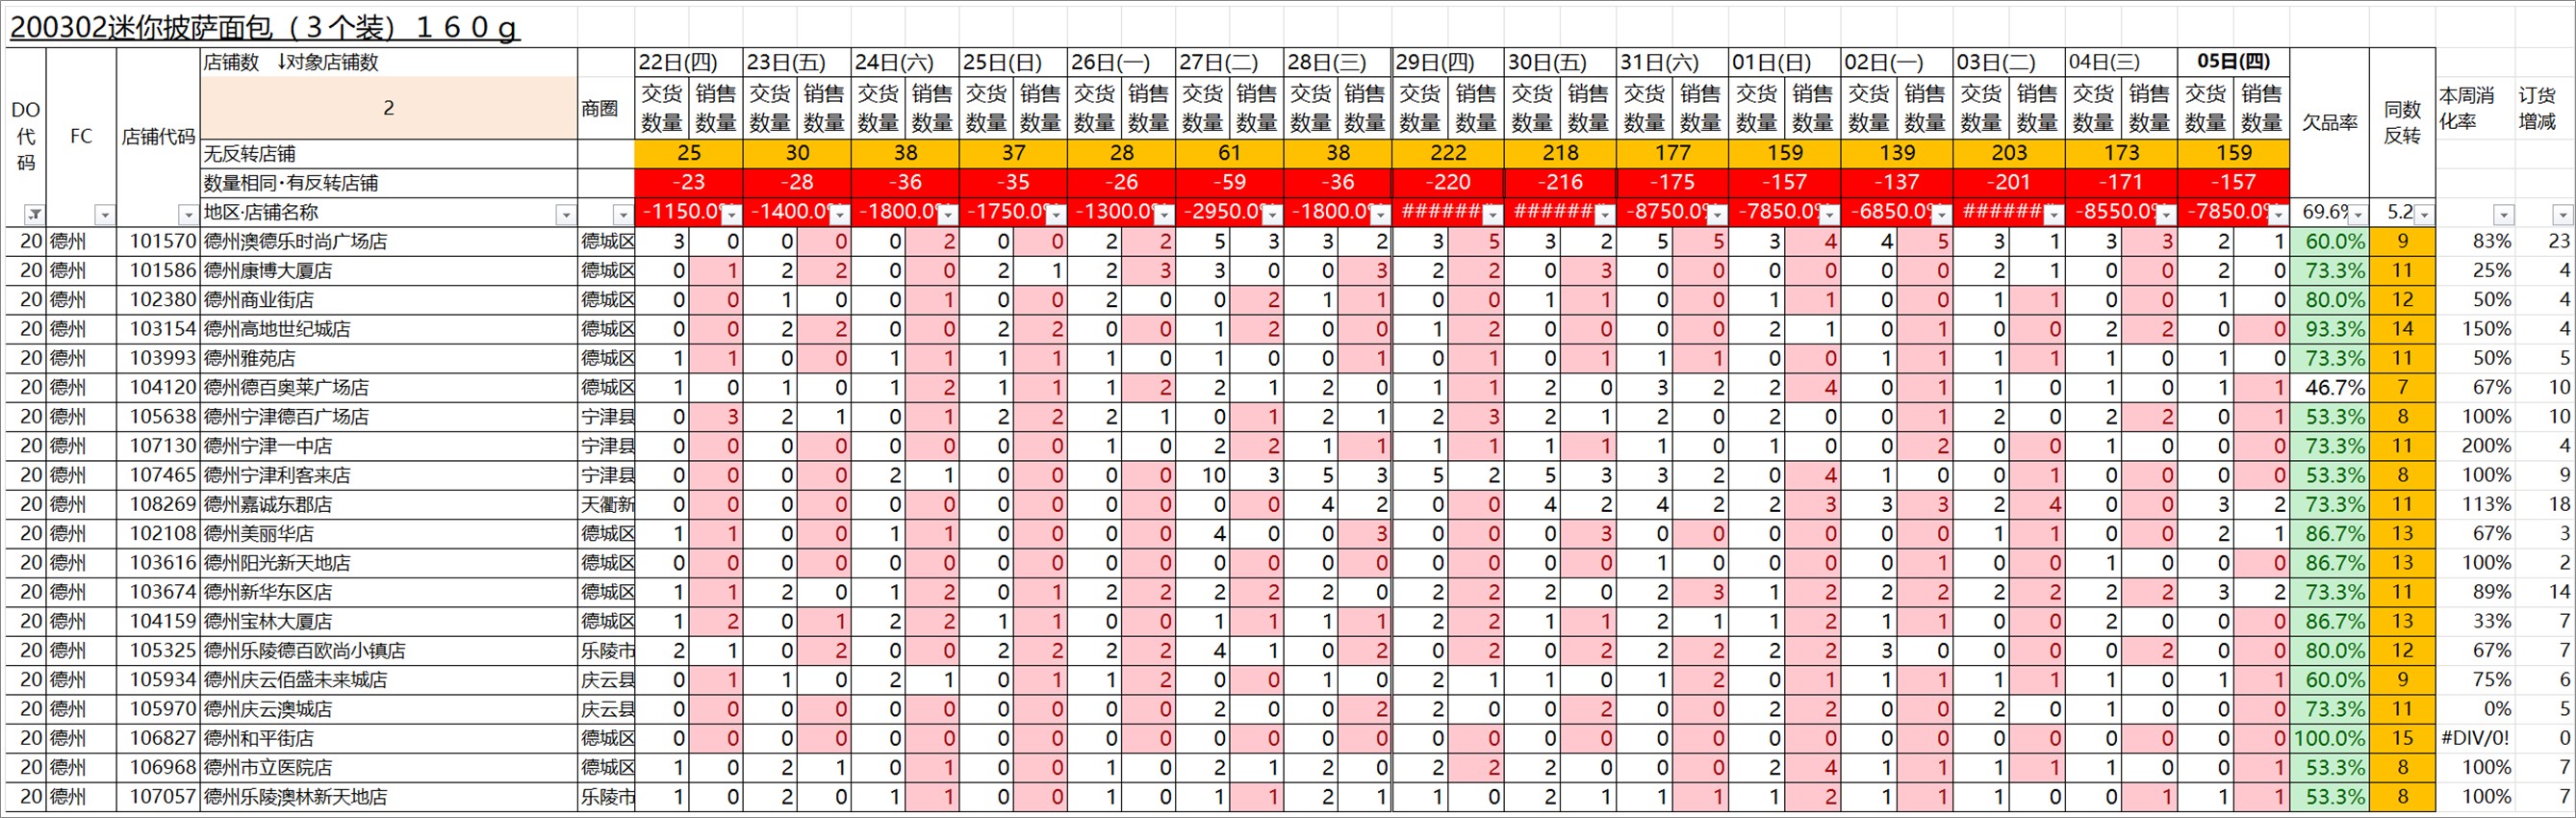 200302迷你披萨面包（３个装）１６０ｇ
DO代码 FC 店铺代码 店铺数 ↓对象店铺数 商圈 22日(四) 23日(五) 24日(六) 25日(日) 26日(一) 27日(二) 28日(三) 29日(四) 30日(五) 31日(六) 01日(日) 02日(一) 03日(二) 04日(三) 05日(四) 欠品率 同数反转 本周消化率 订货增减
2 交货数量 销售数量 交货数量 销售数量 交货数量 销售数量 交货数量 销售数量 交货数量 销售数量 交货数量 销售数量 交货数量 销售数量 交货数量 销售数量 交货数量 销售数量 交货数量 销售数量 交货数量 销售数量 交货数量 销售数量 交货数量 销售数量 交货数量 销售数量 交货数量 销售数量
无反转店铺 25 30 38 37 28 61 38 222 218 177 159 139 203 173 159
数量相同·有反转店铺 -23 -28 -36 -35 -26 -59 -36 -220 -216 -175 -157 -137 -201 -171 -157
地区·店铺名称 -1150.0% -1400.0% -1800.0% -1750.0% -1300.0% -2950.0% -1800.0% ####### ####### -8750.0% -7850.0% -6850.0% ####### -8550.0% -7850.0% 69.6% 5.2
20 德州 101570 德州澳德乐时尚广场店 德城区 3 0 0 0 0 2 0 0 2 2 5 3 3 2 3 5 3 2 5 5 3 4 4 5 3 1 3 3 2 1 60.0% 9 83% 23
20 德州 101586 德州康博大厦店 德城区 0 1 2 2 0 0 2 1 2 3 3 0 0 3 2 2 0 3 0 0 0 0 0 0 2 1 0 0 2 0 73.3% 11 25% 4
20 德州 102380 德州商业街店 德城区 0 0 1 0 0 1 0 0 2 0 0 2 1 1 0 0 1 1 0 0 1 1 0 0 1 1 0 0 1 0 80.0% 12 50% 4
20 德州 103154 德州高地世纪城店 德城区 0 0 2 2 0 0 2 2 0 0 1 2 0 0 1 2 0 0 0 0 2 1 0 1 0 0 2 2 0 0 93.3% 14 150% 4
20 德州 103993 德州雅苑店 德城区 1 1 0 0 1 1 1 1 1 0 1 0 0 1 0 1 0 1 1 1 0 0 1 1 1 1 1 0 1 0 73.3% 11 50% 5
20 德州 104120 德州德百奥莱广场店 德城区 1 0 1 0 1 2 1 1 1 2 2 1 2 0 1 1 2 0 3 2 2 4 0 1 1 0 1 0 1 1 46.7% 7 67% 10
20 德州 105638 德州宁津德百广场店 宁津县 0 3 2 1 0 1 2 2 2 1 0 1 2 1 2 3 2 1 2 0 2 0 0 1 2 0 2 2 0 1 53.3% 8 100% 10
20 德州 107130 德州宁津一中店 宁津县 0 0 0 0 0 0 0 0 1 0 2 2 1 1 1 1 1 1 1 0 1 0 0 2 0 0 1 0 0 0 73.3% 11 200% 4
20 德州 107465 德州宁津利客来店 宁津县 0 0 0 0 2 1 0 0 0 0 10 3 5 3 5 2 5 3 3 2 0 4 1 0 0 1 0 0 0 0 53.3% 8 100% 9
20 德州 108269 德州嘉诚东郡店 天衢新 0 0 0 0 0 0 0 0 0 0 0 0 4 2 0 0 4 2 4 2 2 3 3 3 2 4 0 0 3 2 73.3% 11 113% 18
20 德州 102108 德州美丽华店 德城区 1 1 0 0 1 1 0 0 0 0 4 0 0 3 0 0 0 3 0 0 0 0 0 0 1 1 0 0 2 1 86.7% 13 67% 3
20 德州 103616 德州阳光新天地店 德城区 0 0 0 0 0 0 0 0 0 0 0 0 0 0 0 0 0 0 1 0 0 0 0 1 0 0 1 0 0 0 86.7% 13 100% 2
20 德州 103674 德州新华东区店 德城区 1 1 2 0 1 2 0 1 2 2 2 2 2 0 2 2 2 0 2 3 1 2 2 2 2 2 2 2 3 2 73.3% 11 89% 14
20 德州 104159 德州宝林大厦店 德城区 1 2 0 1 2 2 1 1 0 0 1 1 1 1 2 2 1 1 2 1 1 2 1 1 0 0 2 0 0 0 86.7% 13 33% 7
20 德州 105325 德州乐陵德百欧尚小镇店 乐陵市 2 1 0 2 0 0 2 2 2 2 4 1 0 2 0 2 0 2 2 2 2 2 3 0 0 0 0 2 0 0 80.0% 12 67% 7
20 德州 105934 德州庆云佰盛未来城店 庆云县 0 1 1 0 2 1 0 1 1 2 0 0 1 0 2 1 1 0 1 2 0 1 1 1 1 1 1 0 1 1 60.0% 9 75% 6
20 德州 105970 德州庆云澳城店 庆云县 0 0 0 0 0 0 0 0 0 0 2 0 0 2 2 0 0 2 0 0 2 2 0 0 2 0 1 0 0 0 73.3% 11 0% 5
20 德州 106827 德州和平街店 德城区 0 0 0 0 0 0 0 0 0 0 0 0 0 0 0 0 0 0 0 0 0 0 0 0 0 0 0 0 0 0 100.0% 15 #DIV/0! 0
20 德州 106968 德州市立医院店 德城区 1 0 2 1 0 1 0 0 1 0 2 1 2 0 2 2 2 0 0 0 2 4 1 1 1 1 1 0 0 1 53.3% 8 100% 7
20 德州 107057 德州乐陵澳林新天地店 乐陵市 1 0 2 0 1 1 0 0 1 0 1 1 2 1 1 0 2 1 1 1 1 2 1 1 1 0 0 1 1 1 53.3% 8 100% 7